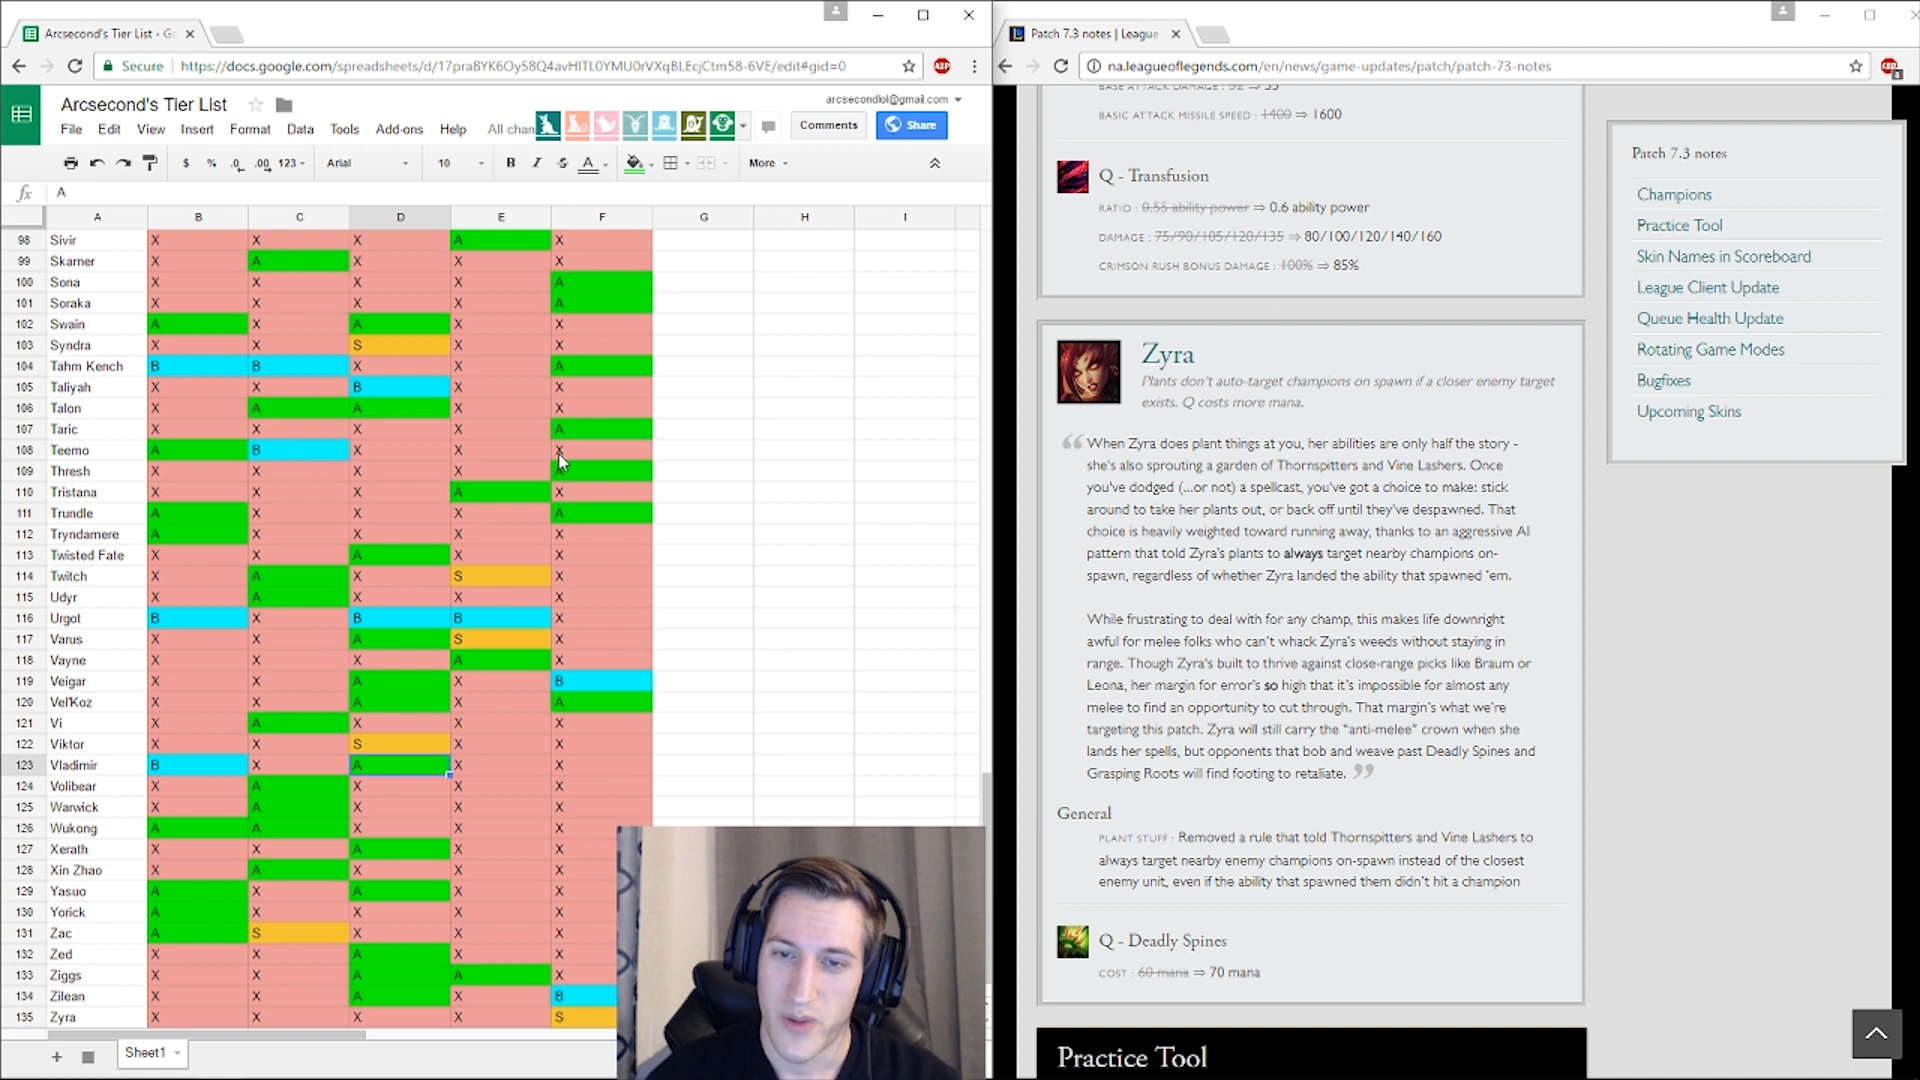 Arcsecond's Tier List - Go
Secure https://docs.google.com/spreadsheets/d/17praBYK6Oy58Q4avHITL0YMU0rVXqBLEcjCtm58-6VE/edit#gid=0
ABP
Arcsecond's Tier List
arcsecondlol@gmail.com
File Edit View Insert Format Data Tools Add-ons Help All chan
Comments Share
$ % .0 .00 123 Arial 10 B I S A More
fx A
A B C D E F G H I
98 Sivir X X X A X
99 Skarner X A X X X
100 Sona X X X X A
101 Soraka X X X X A
102 Swain A X A X X
103 Syndra X X S X X
104 Tahm Kench B B X X A
105 Taliyah X X B X X
106 Talon X A A X X
107 Taric X X X X A
108 Teemo A B X X X
109 Thresh X X X X A
110 Tristana X X X A X
111 Trundle A X X X A
112 Tryndamere A X X X X
113 Twisted Fate X X A X X
114 Twitch X A X S X
115 Udyr X A X X X
116 Urgot B X B B X
117 Varus X X A S X
118 Vayne X X X A X
119 Veigar X X A X B
120 Vel'Koz X X A X A
121 Vi X A X X X
122 Viktor X X S X X
123 Vladimir B X A X X
124 Volibear X A X X X
125 Warwick X A X X X
126 Wukong A A X X X
127 Xerath X X A X X
128 Xin Zhao X A X X X
129 Yasuo A X A X X
130 Yorick A X X X X
131 Zac A S X X X
132 Zed X X A X X
133 Ziggs X X A A X
134 Zilean X X A X B
135 Zyra X X X X S
Sheet1
Patch 7.3 notes | League
na.leagueoflegends.com/en/news/game-updates/patch/patch-73-notes
BASIC ATTACK MISSILE SPEED : 1400 ⇒ 1600
Q - Transfusion
RATIO : 0.55 ability power ⇒ 0.6 ability power
DAMAGE : 75/90/105/120/135 ⇒ 80/100/120/140/160
CRIMSON RUSH BONUS DAMAGE : 100% ⇒ 85%
Zyra
Plants don't auto-target champions on spawn if a closer enemy target
exists. Q costs more mana.
“When Zyra does plant things at you, her abilities are only half the story -
she's also sprouting a garden of Thornspitters and Vine Lashers. Once
you've dodged (...or not) a spellcast, you've got a choice to make: stick
around to take her plants out, or back off until they've despawned. That
choice is heavily weighted toward running away, thanks to an aggressive AI
pattern that told Zyra's plants to always target nearby champions on-
spawn, regardless of whether Zyra landed the ability that spawned 'em.
While frustrating to deal with for any champ, this makes life downright
awful for melee folks who can't whack Zyra's weeds without staying in
range. Though Zyra's built to thrive against close-range picks like Braum or
Leona, her margin for error's so high that it's impossible for almost any
melee to find an opportunity to cut through. That margin's what we're
targeting this patch. Zyra will still carry the "anti-melee" crown when she
lands her spells, but opponents that bob and weave past Deadly Spines and
Grasping Roots will find footing to retaliate. ”
General
PLANT STUFF : Removed a rule that told Thornspitters and Vine Lashers to
always target nearby enemy champions on-spawn instead of the closest
enemy unit, even if the ability that spawned them didn't hit a champion
Q - Deadly Spines
COST : 60 mana ⇒ 70 mana
Practice Tool
Patch 7.3 notes
Champions
Practice Tool
Skin Names in Scoreboard
League Client Update
Queue Health Update
Rotating Game Modes
Bugfixes
Upcoming Skins